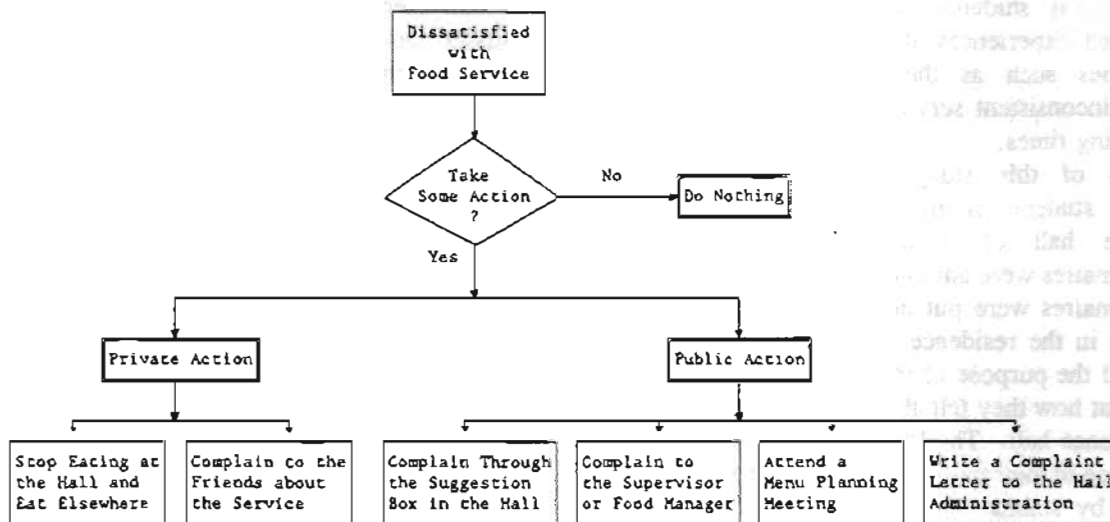 Dissatisfied
with
Food Service
Take
Some Action
?
No
Do Nothing
Yes
Private Action
Public Action
Stop Eating at
the Hall and
Eat Elsewhere
Complain to the
Friends about
the Service
Complain Through
the Suggestion
Box in the Hall
Complain to
the Supervisor
or Food Manager
Attend a
Menu Planning
Meeting
Write a Complaint
Letter to the Hall
Administration